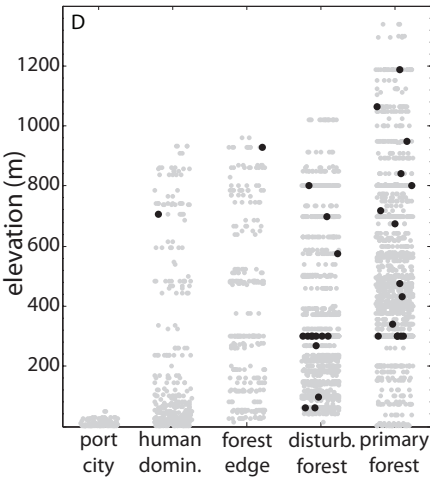 D
1200
1000
800
600
400
200
elevation (m)
port city
human domin.
forest edge
disturb. forest
primary forest